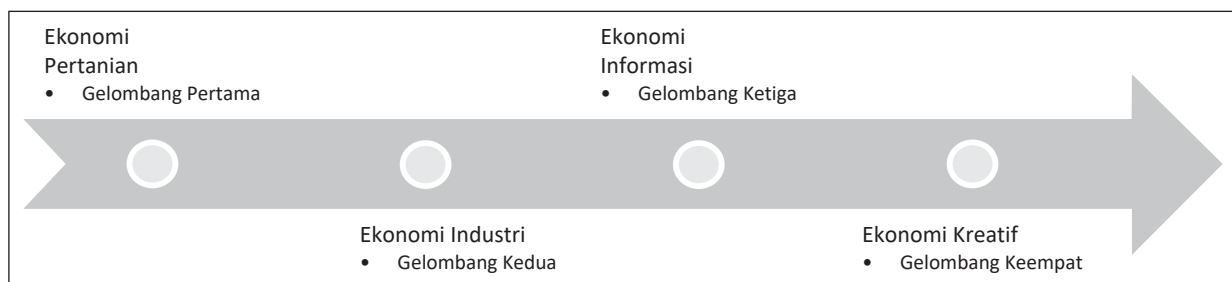 Ekonomi
Pertanian
• Gelombang Pertama
Ekonomi
Informasi
• Gelombang Ketiga
Ekonomi Industri
• Gelombang Kedua
Ekonomi Kreatif
• Gelombang Keempat